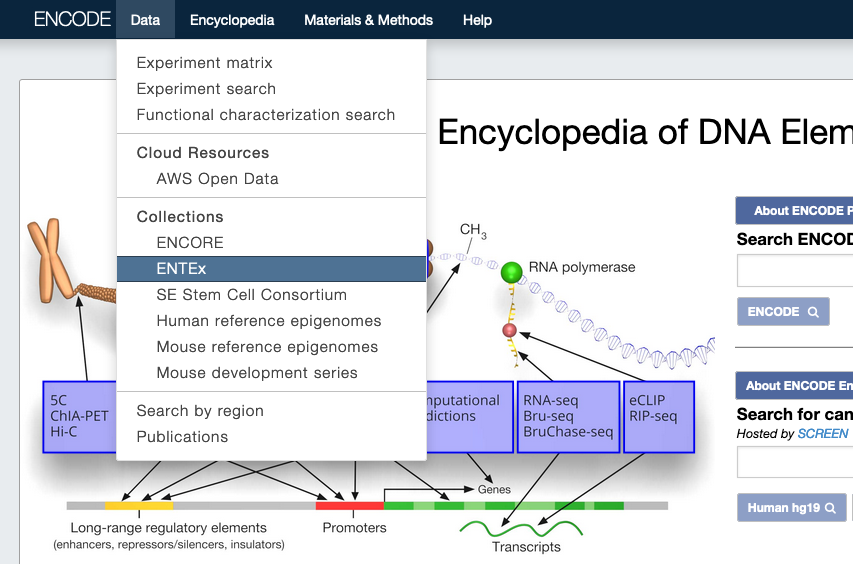 ENCODE Data Encyclopedia Materials & Methods Help
Experiment matrix
Experiment search
Functional characterization search
Cloud Resources
AWS Open Data
Collections
ENCORE
ENTEx
SE Stem Cell Consortium
Human reference epigenomes
Mouse reference epigenomes
Mouse development series
Search by region
Publications
Encyclopedia of DNA Elem
CH3
RNA polymerase
5C
ChIA-PET
Hi-C
mputational
dictions
RNA-seq
Bru-seq
BruChase-seq
eCLIP
RIP-seq
Genes
Long-range regulatory elements
(enhancers, repressors/silencers, insulators)
Promoters
Transcripts
About ENCODE P
Search ENCOD
ENCODE
About ENCODE En
Search for can
Hosted by SCREEN
Human hg19